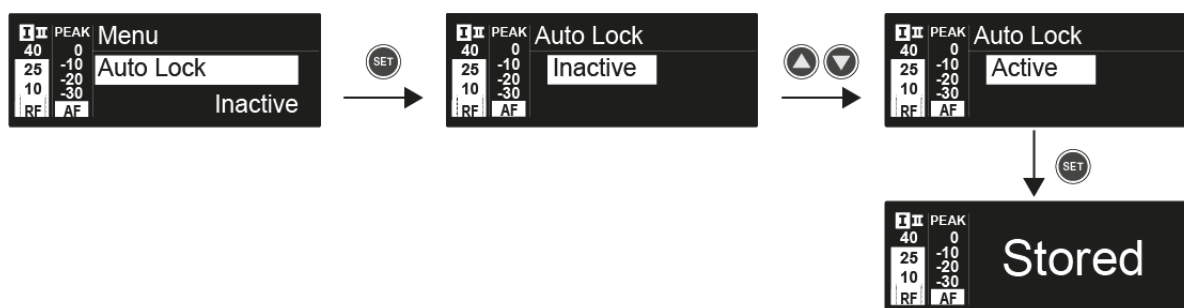 I II PEAK Menu
40 0
25 -10 Auto Lock
-20
10 -30
RF AF Inactive
SET
I II PEAK Auto Lock
40 0
25 -10 Inactive
-20
10 -30
RF AF
I II PEAK Auto Lock
40 0
25 -10 Active
-20
10 -30
RF AF
SET
I II PEAK
40 0
25 -10 Stored
-20
10 -30
RF AF